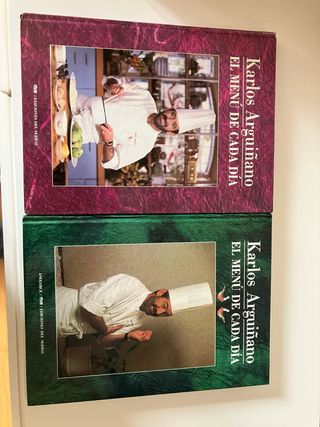 Karlos Arguiñano
EL MENÚ DE CADA DÍA
EDICIONES DEL SERBAL
Karlos Arguiñano
EL MENÚ DE CADA DÍA
EDICIONES DEL SERBAL